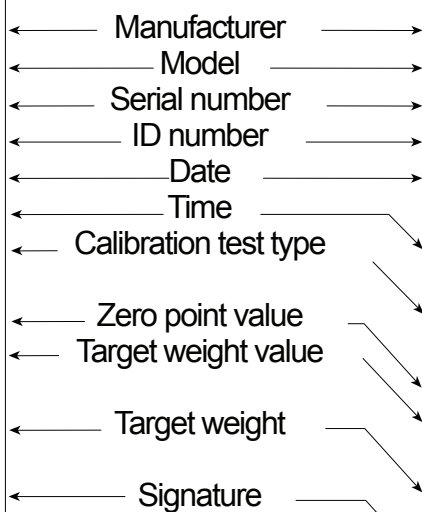 Manufacturer
Model
Serial number
ID number
Date
Time
Calibration test type
Zero point value
Target weight value
Target weight
Signature